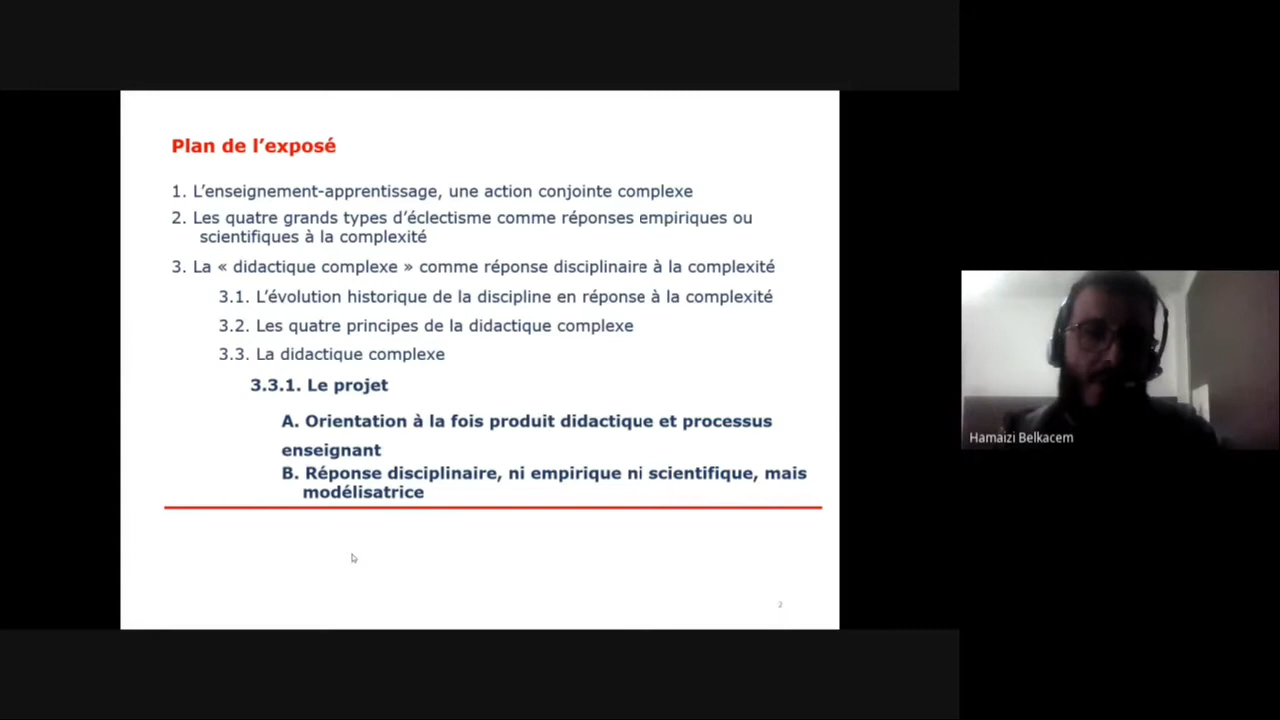 Plan de l’exposé
1. L’enseignement-apprentissage, une action conjointe complexe
2. Les quatre grands types d’éclectisme comme réponses empiriques ou
scientifiques à la complexité
3. La « didactique complexe » comme réponse disciplinaire à la complexité
3.1. L’évolution historique de la discipline en réponse à la complexité
3.2. Les quatre principes de la didactique complexe
3.3. La didactique complexe
3.3.1. Le projet
A. Orientation à la fois produit didactique et processus
enseignant
B. Réponse disciplinaire, ni empirique ni scientifique, mais
modélisatrice
2
Hamaizi Belkacem